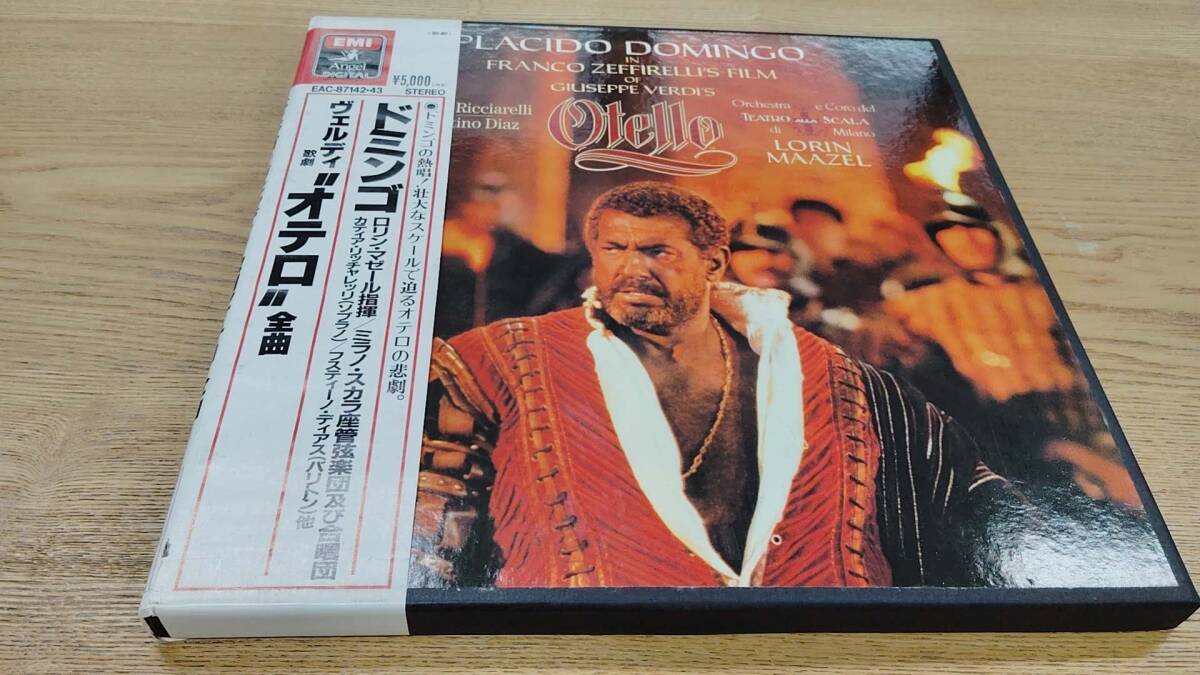 EMI
Angel
DIGITAL
EAC-87142・43
¥5,000
STEREO
●ドミンゴの熱唱!壮大なスケールで迫るオテロの悲劇。
ドミンゴ
ロリン・マゼール指揮/ミラノ・スカラ座管弦楽団及び合唱団
カティア・リッチャレッリ(ソプラノ)/フスティーノ・ディアス(バリトン)他
ヴェルディ
歌劇
"オテロ"全曲
PLACIDO DOMINGO
IN
FRANCO ZEFFIRELLI'S FILM
OF
GIUSEPPE VERDI'S
Otello
Ricciarelli
tino Diaz
Orchestra e Coro del
TEATRO ALLA SCALA
di Milano
LORIN
MAAZEL